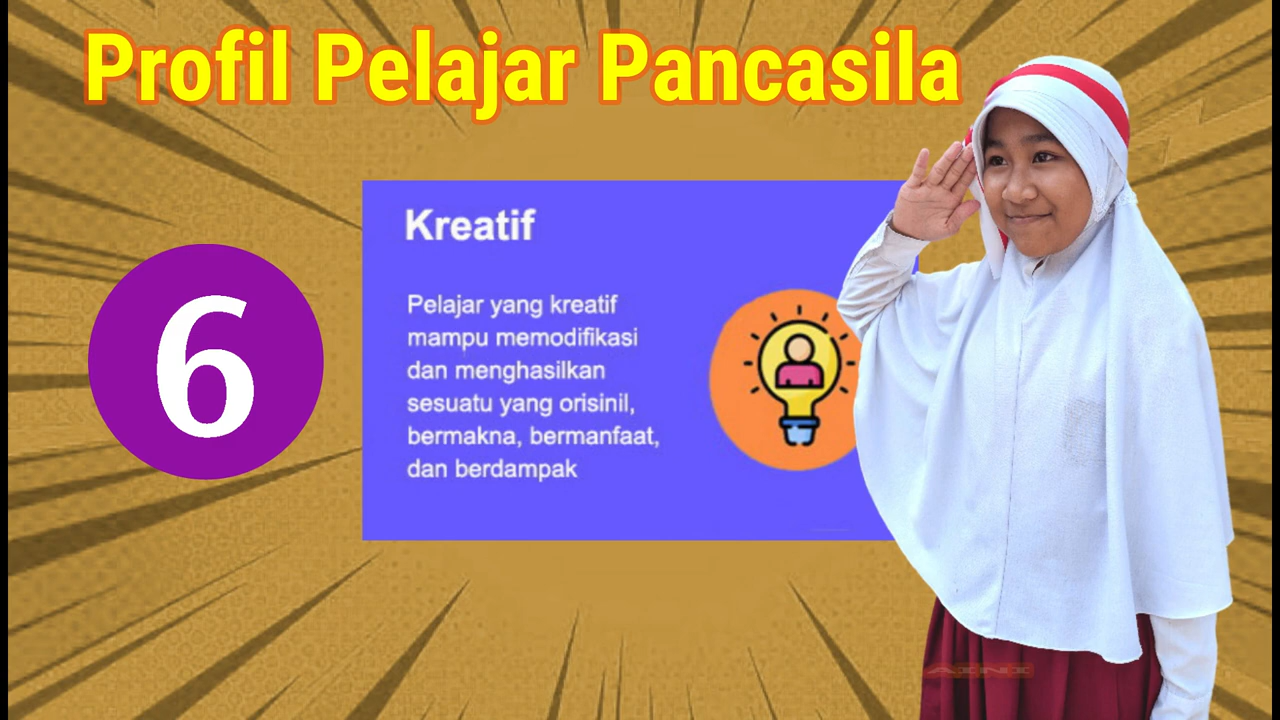 Profil Pelajar Pancasila
Kreatif
6
Pelajar yang kreatif
mampu memodifikasi
dan menghasilkan
sesuatu yang orisinil,
bermakna, bermanfaat,
dan berdampak
AINI